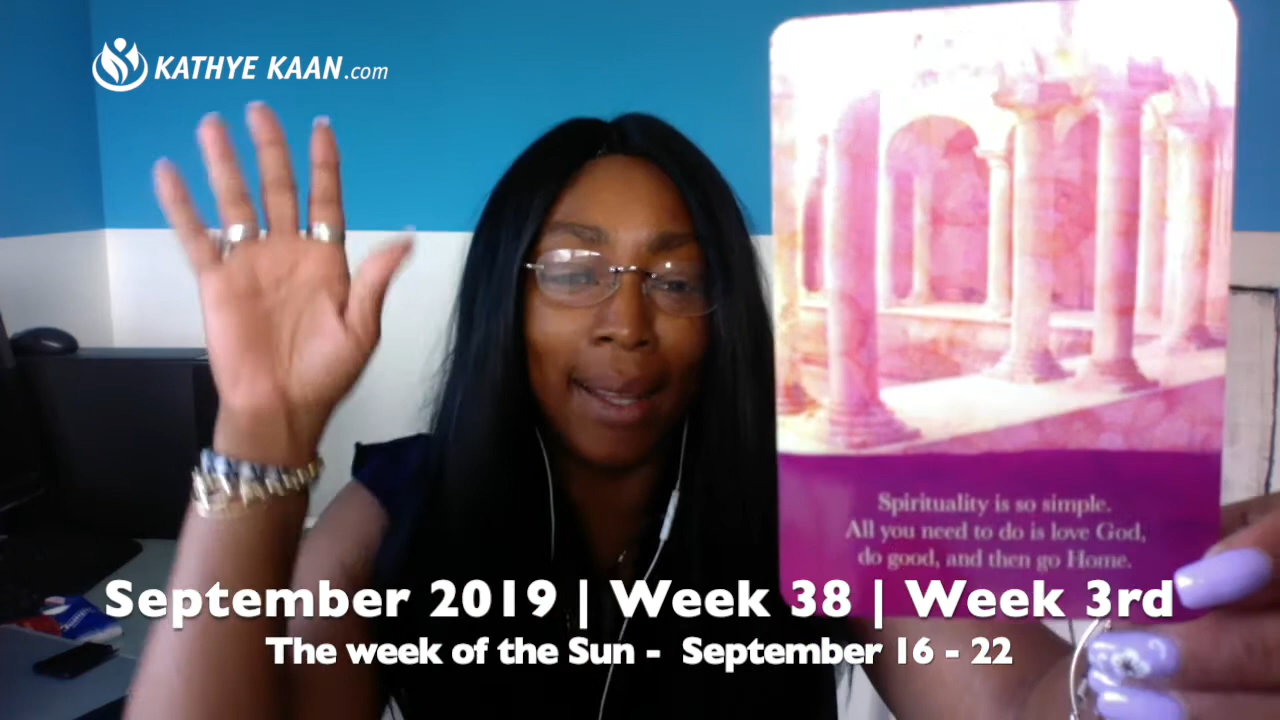 KATHYE KAAN.com
Spirituality is so simple.
All you need to do is love God,
do good, and then go Home.
September 2019 | Week 38 | Week 3rd
The week of the Sun - September 16 - 22